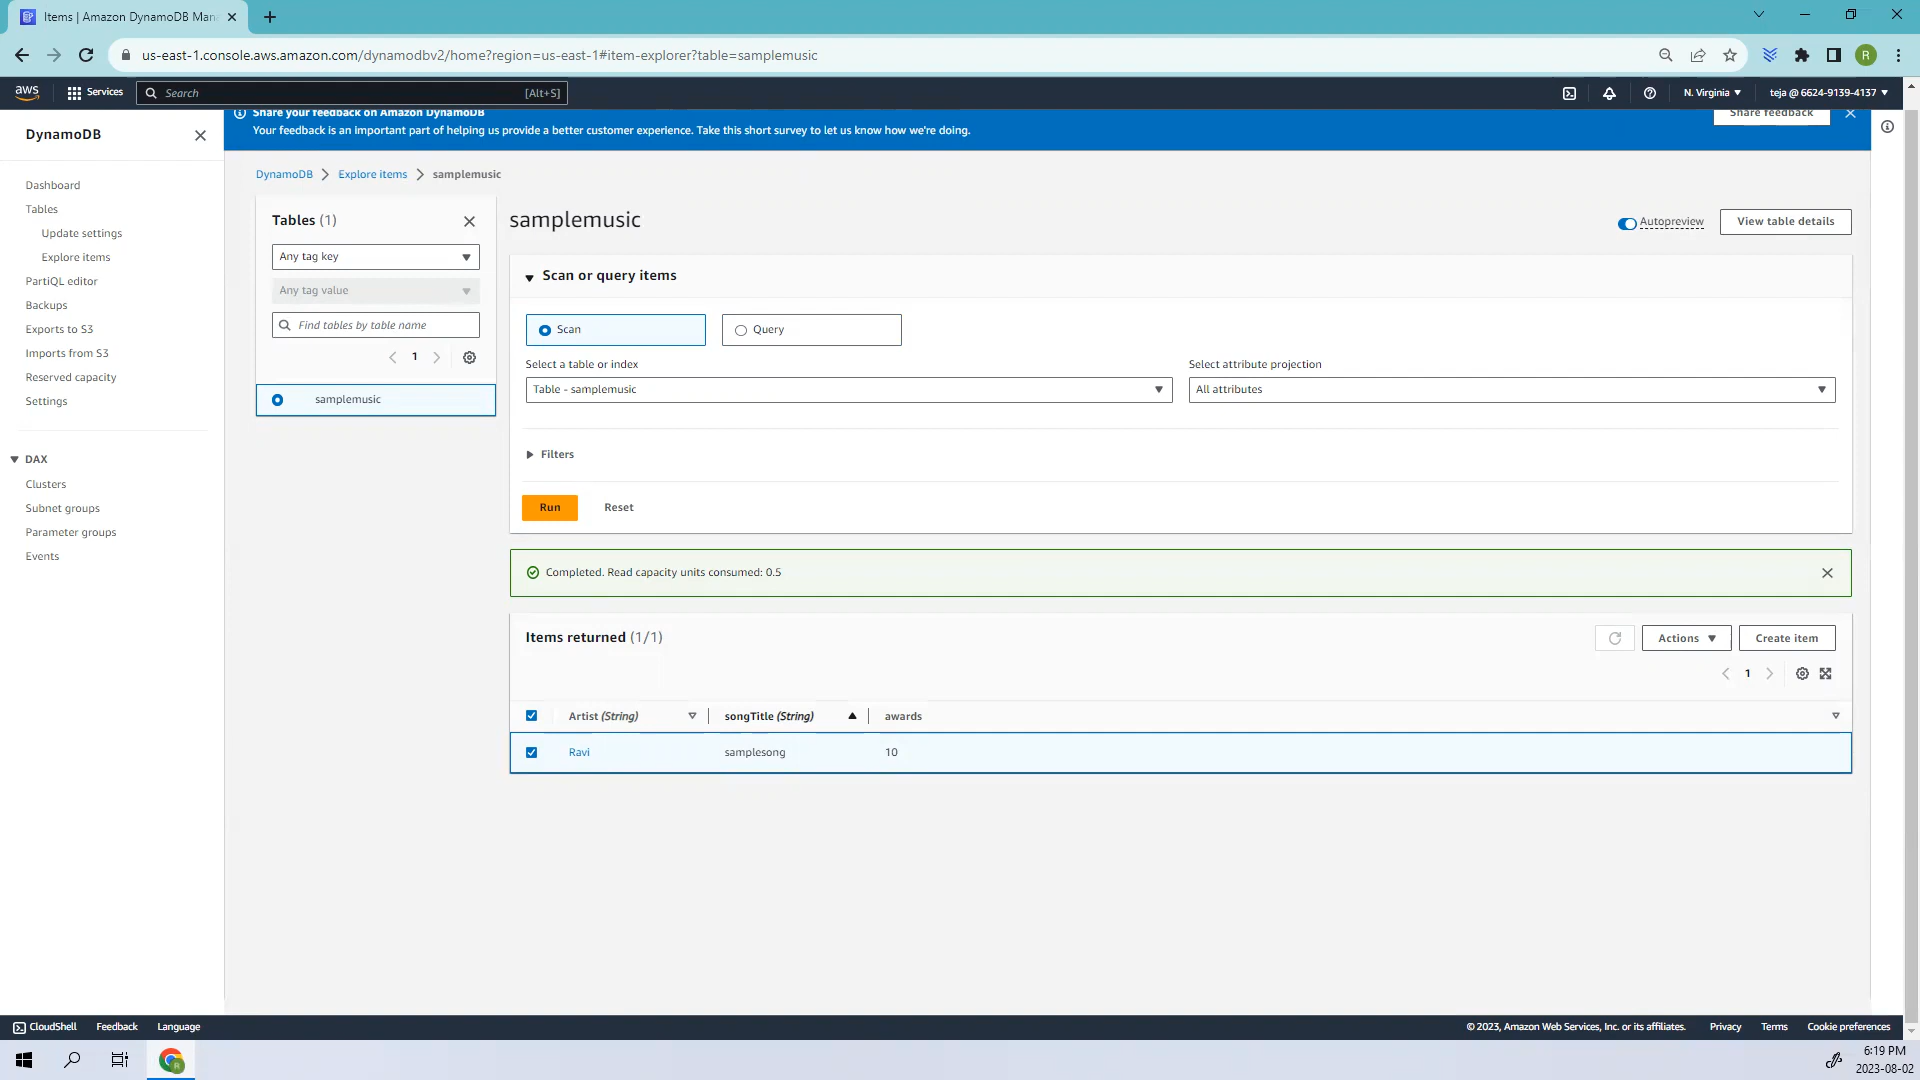 Items | Amazon DynamoDB Man
us-east-1.console.aws.amazon.com/dynamodbv2/home?region=us-east-1#item-explorer?table=samplemusic
R
aws
Services
Search
[Alt+S]
N. Virginia
teja @ 6624-9139-4137
DynamoDB
Dashboard
Tables
Update settings
Explore items
PartiQL editor
Backups
Exports to S3
Imports from S3
Reserved capacity
Settings
DAX
Clusters
Subnet groups
Parameter groups
Events
Share your feedback on Amazon DynamoDB
Your feedback is an important part of helping us provide a better customer experience. Take this short survey to let us know how we're doing.
Share feedback
DynamoDB
Explore items
samplemusic
Tables (1)
Any tag key
Any tag value
Find tables by table name
1
samplemusic
samplemusic
Autopreview
View table details
Scan or query items
Scan
Query
Select a table or index
Table - samplemusic
Select attribute projection
All attributes
Filters
Run
Reset
Completed. Read capacity units consumed: 0.5
Items returned (1/1)
Actions
Create item
1
Artist (String)
songTitle (String)
awards
Ravi
samplesong
10
CloudShell
Feedback
Language
© 2023, Amazon Web Services, Inc. or its affiliates.
Privacy
Terms
Cookie preferences
R
6:19 PM
2023-08-02